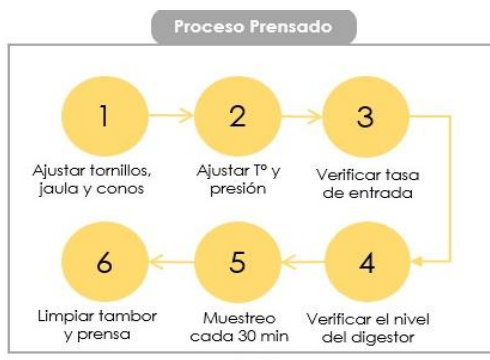 Proceso Prensado
1
Ajustar tornillos,
jaula y conos
2
Ajustar Tº y
presión
3
Verificar tasa
de entrada
4
Verificar el nivel
del digestor
5
Muestreo
cada 30 min
6
Limpiar tambor
y prensa